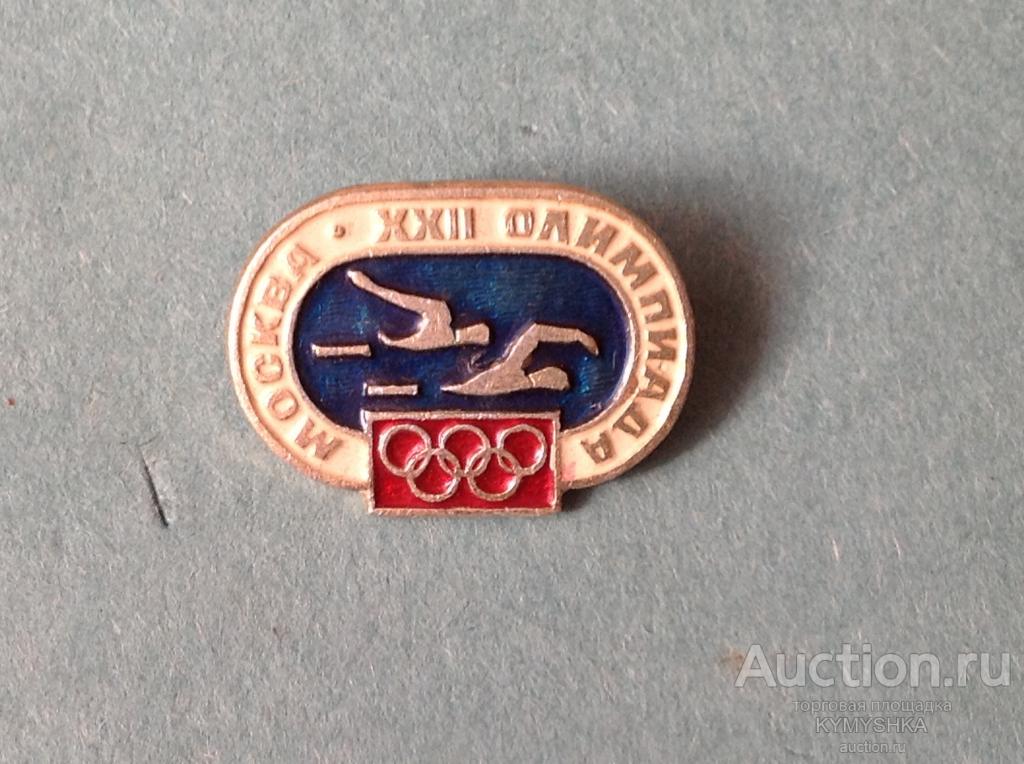 МОСКВА · XXII ОЛИМПИАДА
Auction.ru
торговая площадка
KYMYSHKA
auction.ru